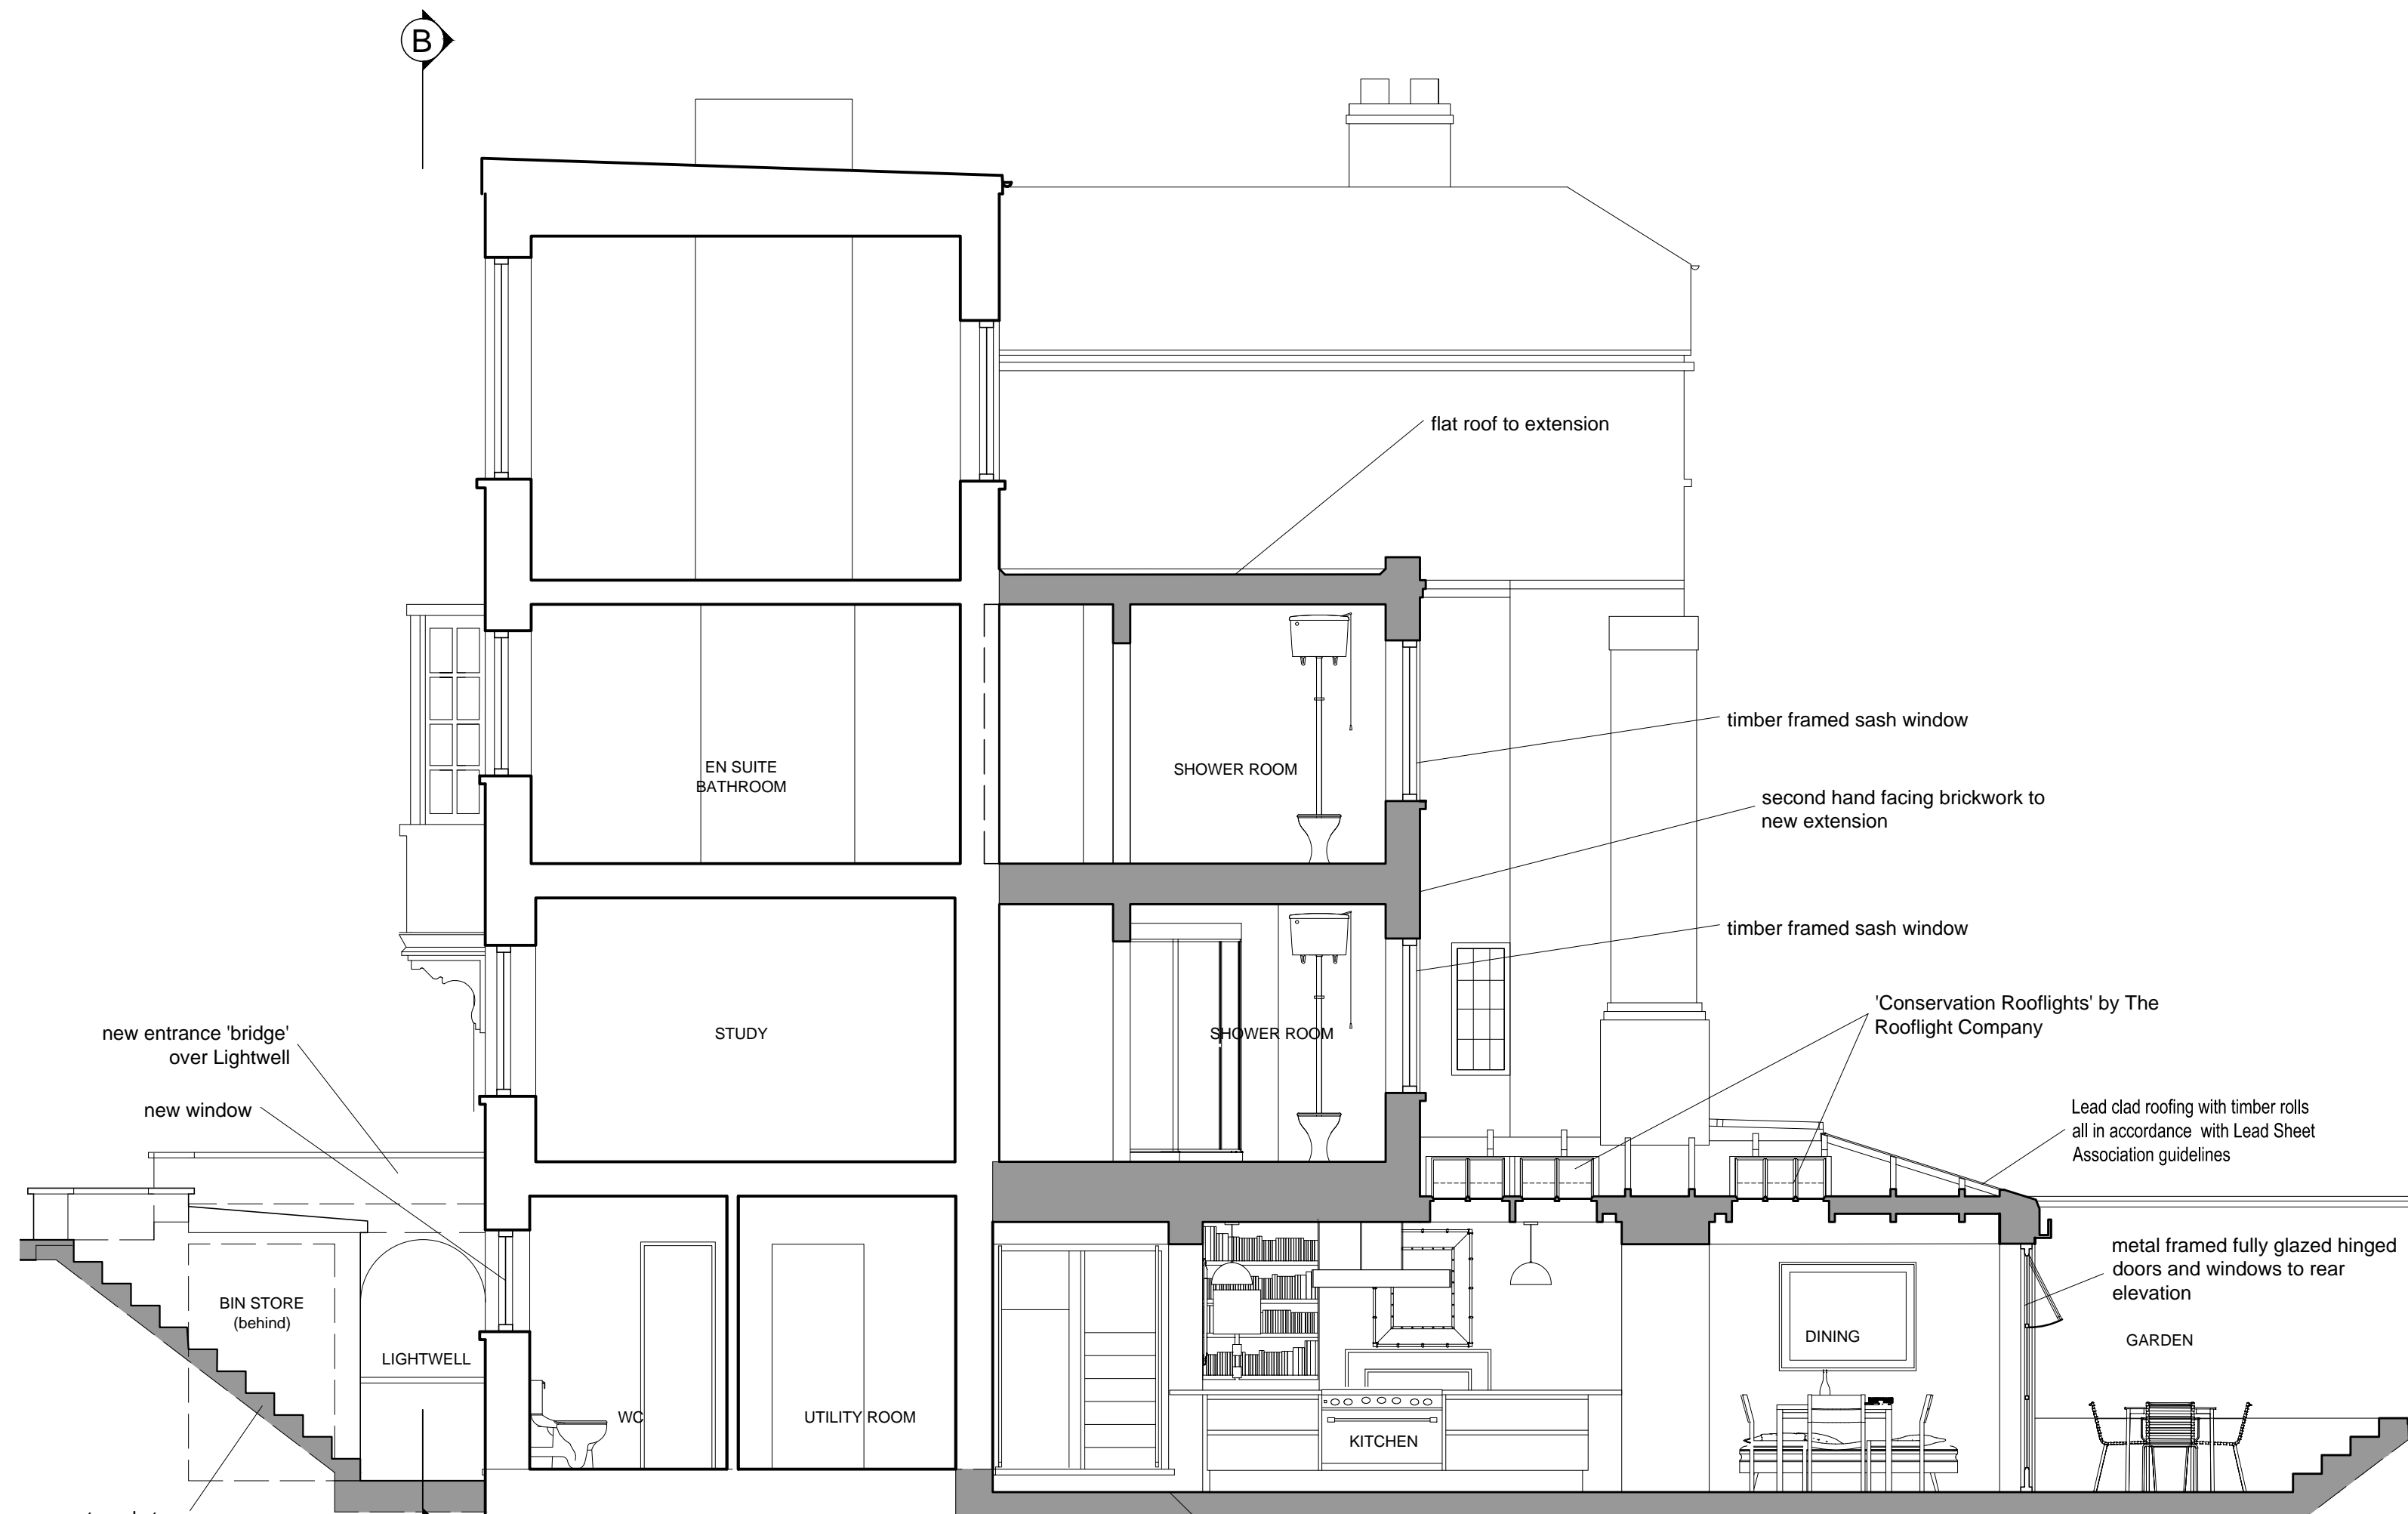 B
flat roof to extension
timber framed sash window
EN SUITE
BATHROOM
SHOWER ROOM
second hand facing brickwork to
new extension
timber framed sash window
'Conservation Rooflights' by The
Rooflight Company
STUDY
SHOWER ROOM
new entrance 'bridge'
over Lightwell
new window
Lead clad roofing with timber rolls
all in accordance with Lead Sheet
Association guidelines
metal framed fully glazed hinged
doors and windows to rear
elevation
BIN STORE
(behind)
LIGHTWELL
DINING
GARDEN
WC
UTILITY ROOM
KITCHEN